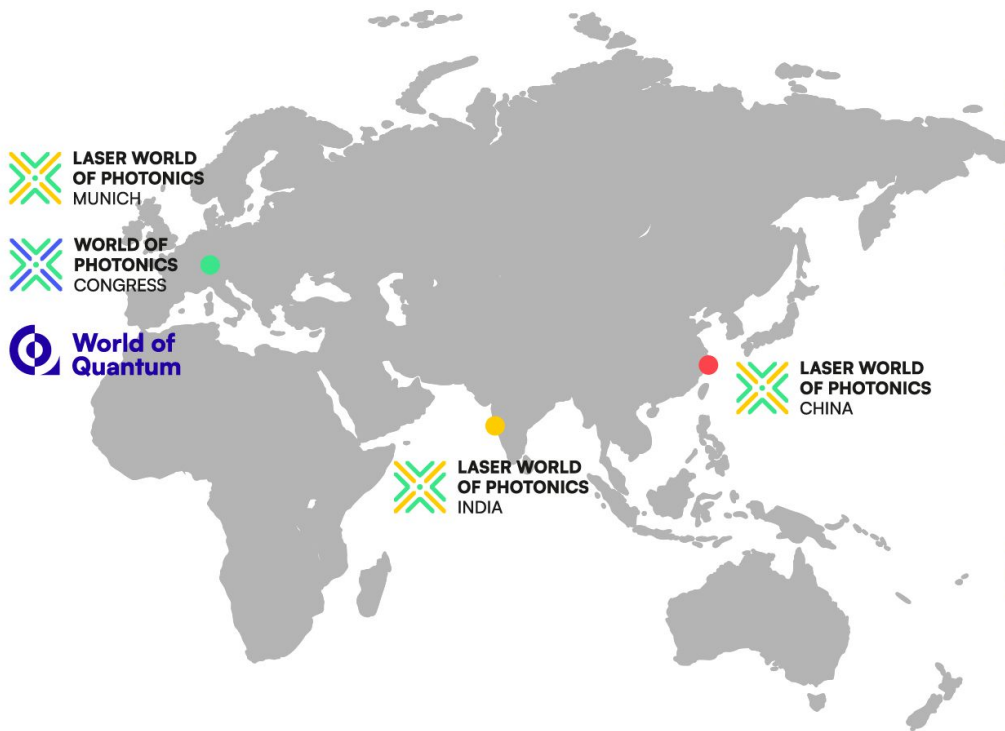 LASER WORLD
OF PHOTONICS
MUNICH
WORLD OF
PHOTONICS
CONGRESS
World of
Quantum
LASER WORLD
OF PHOTONICS
CHINA
LASER WORLD
OF PHOTONICS
INDIA